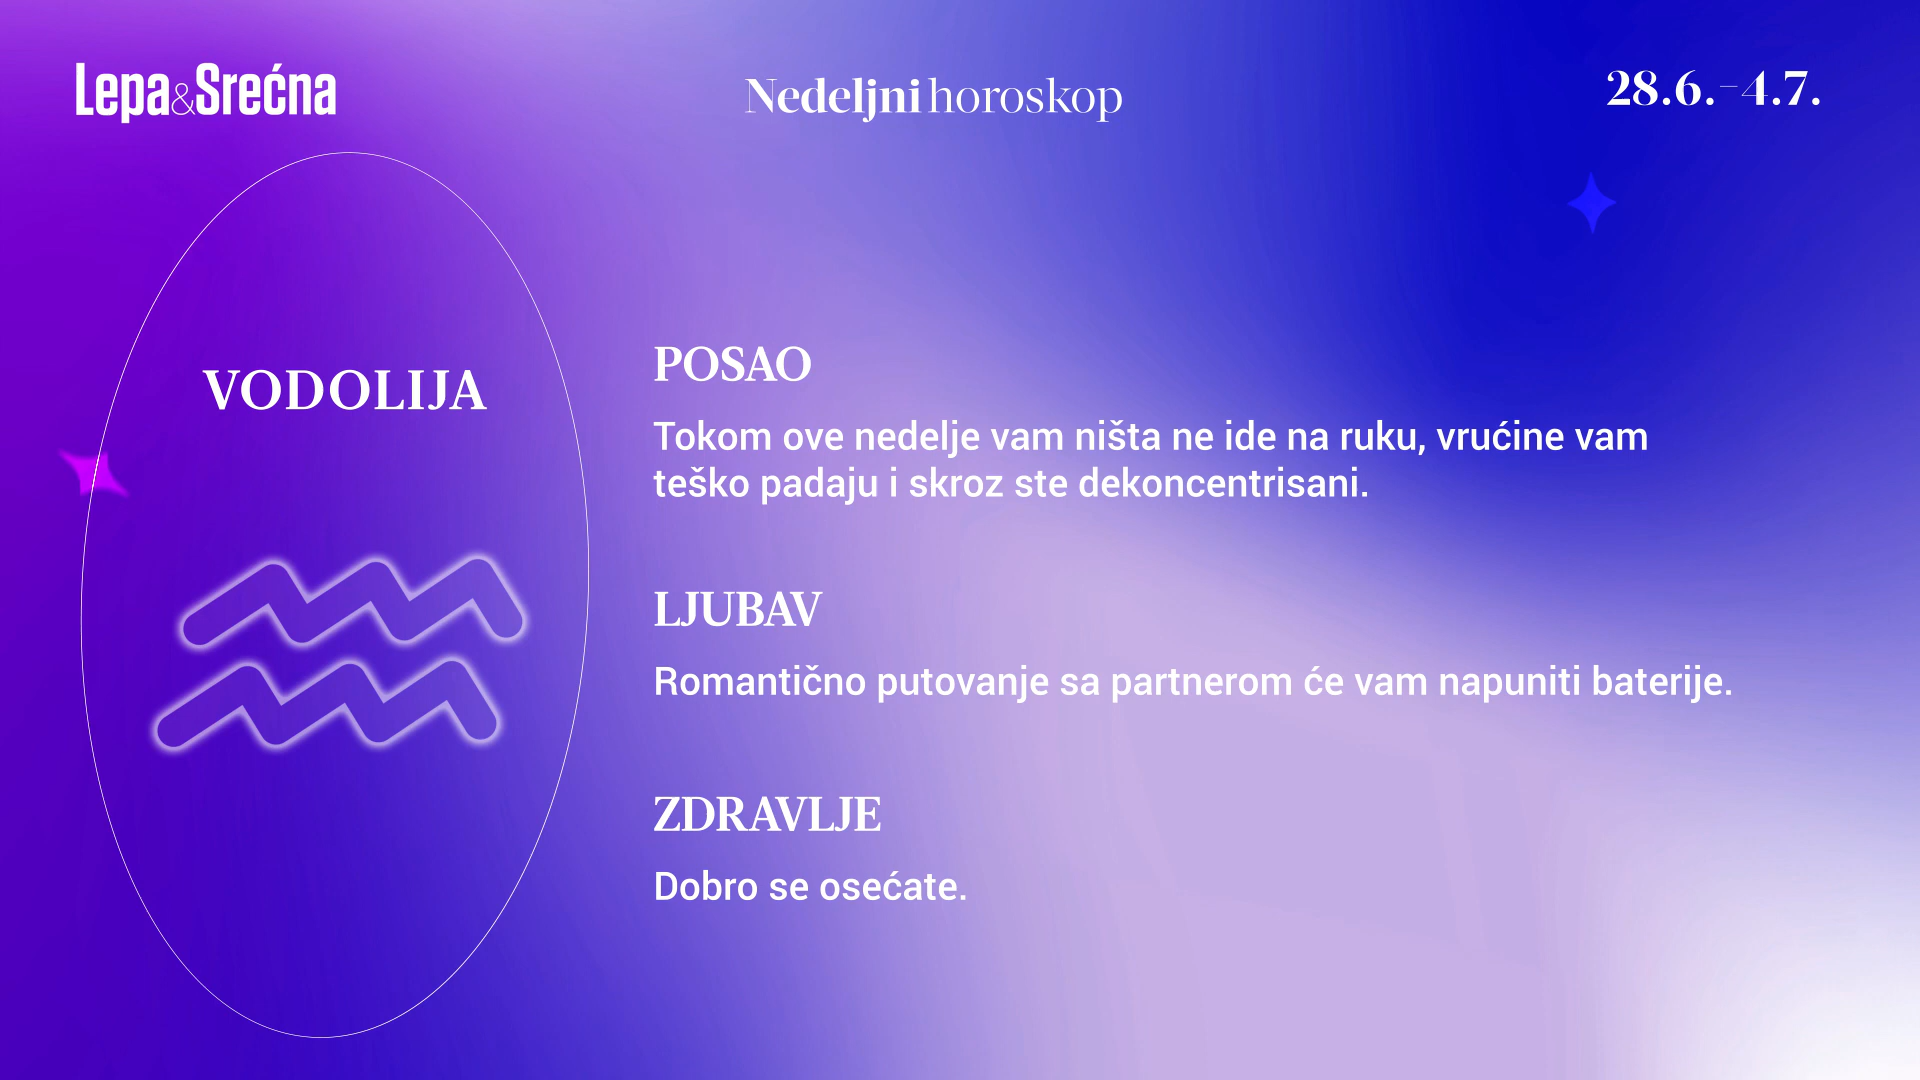 Lepa&Srećna
Nedeljni horoskop
28.6.–4.7.
VODOLIJA
POSAO
Tokom ove nedelje vam ništa ne ide na ruku, vrućine vam
teško padaju i skroz ste dekoncentrisani.
LJUBAV
Romantično putovanje sa partnerom će vam napuniti baterije.
ZDRAVLJE
Dobro se osećate.